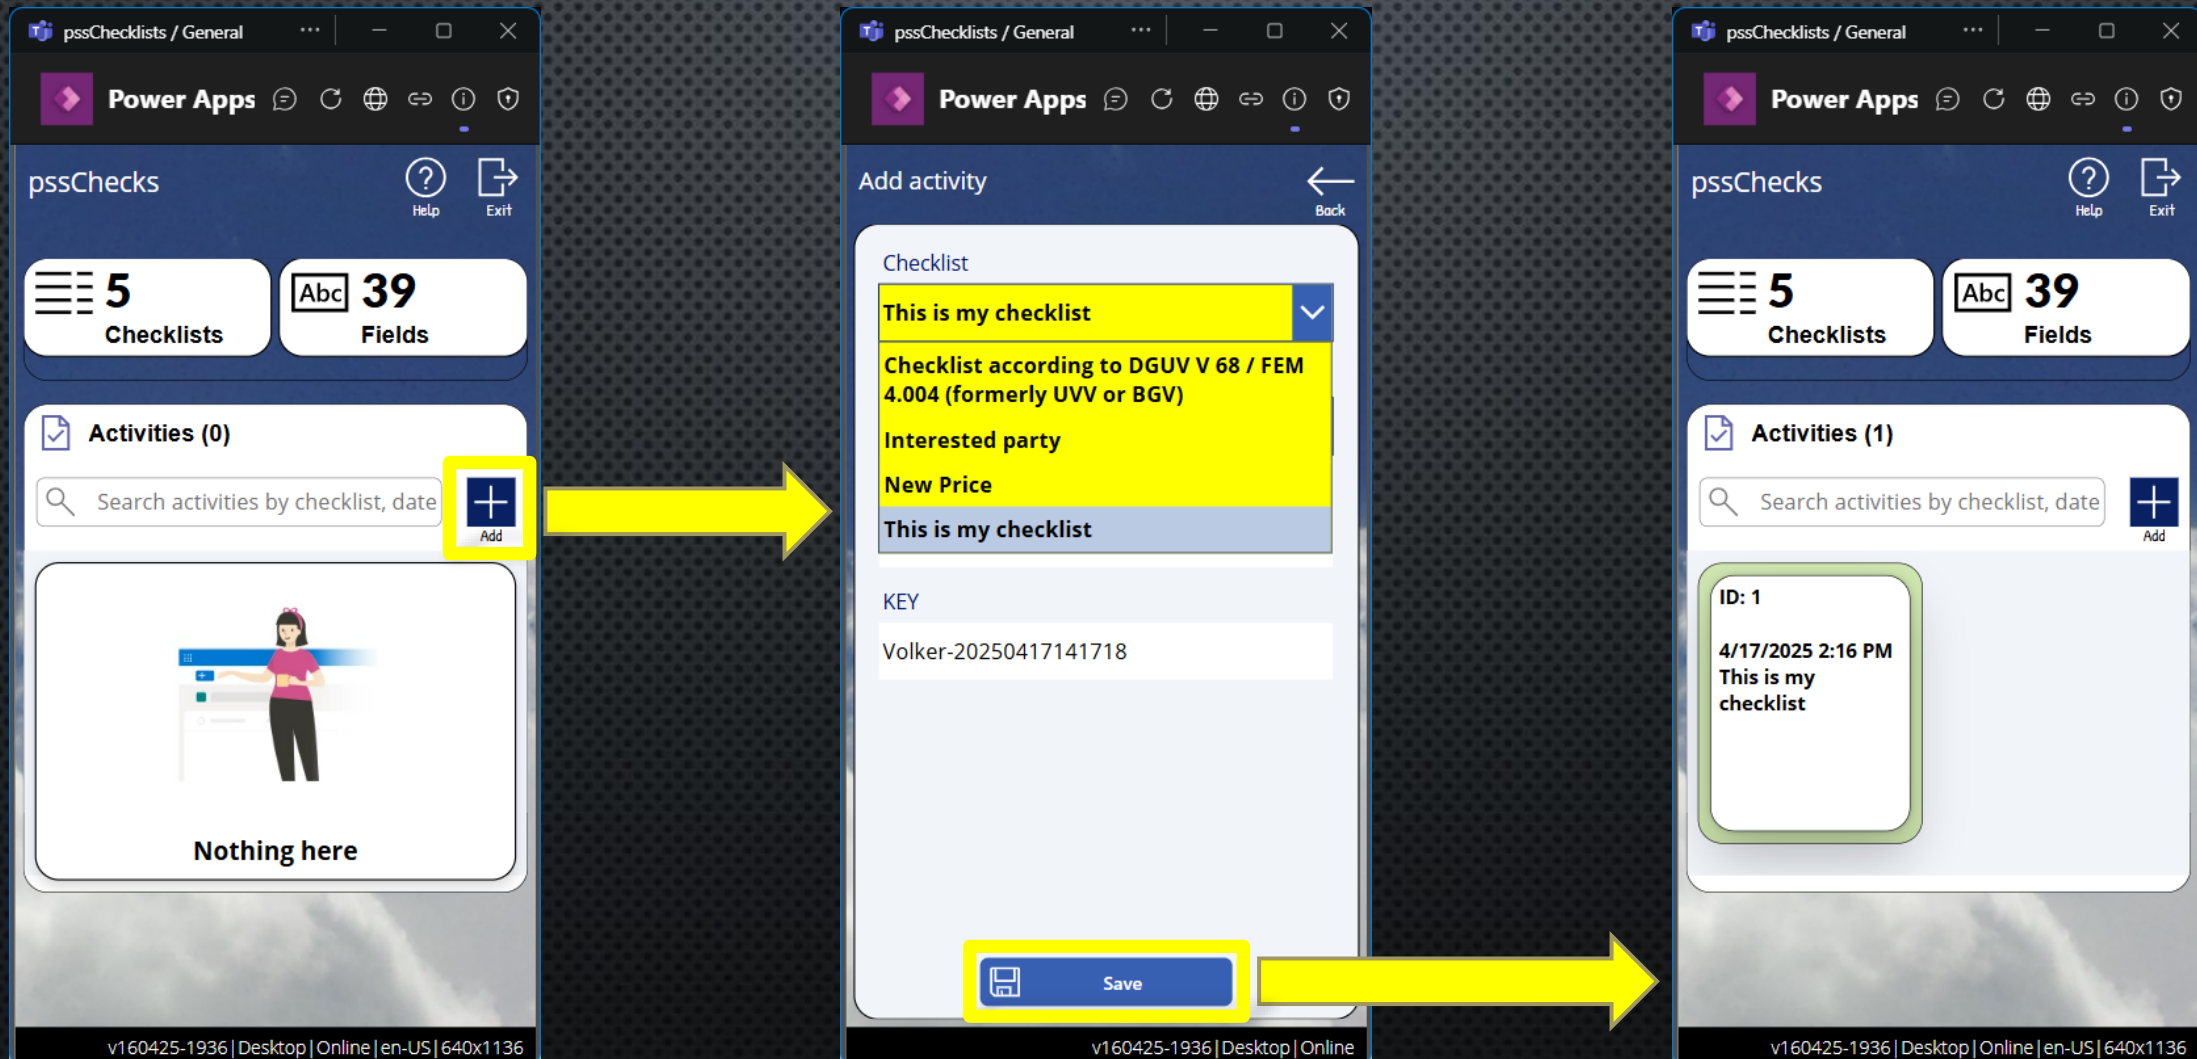 pssChecklists / General
Power Apps
pssChecks
Help
Exit
5
Checklists
Abc
39
Fields
Activities (0)
Search activities by checklist, date
Add
Nothing here
v160425-1936|Desktop|Online|en-US|640x1136
pssChecklists / General
Power Apps
Add activity
Back
Checklist
This is my checklist
Checklist according to DGUV V 68 / FEM
4.004 (formerly UVV or BGV)
Interested party
New Price
This is my checklist
KEY
Volker-20250417141718
Save
v160425-1936|Desktop|Online
pssChecklists / General
Power Apps
pssChecks
Help
Exit
5
Checklists
Abc
39
Fields
Activities (1)
Search activities by checklist, date
Add
ID: 1
4/17/2025 2:16 PM
This is my
checklist
v160425-1936|Desktop|Online|en-US|640x1136